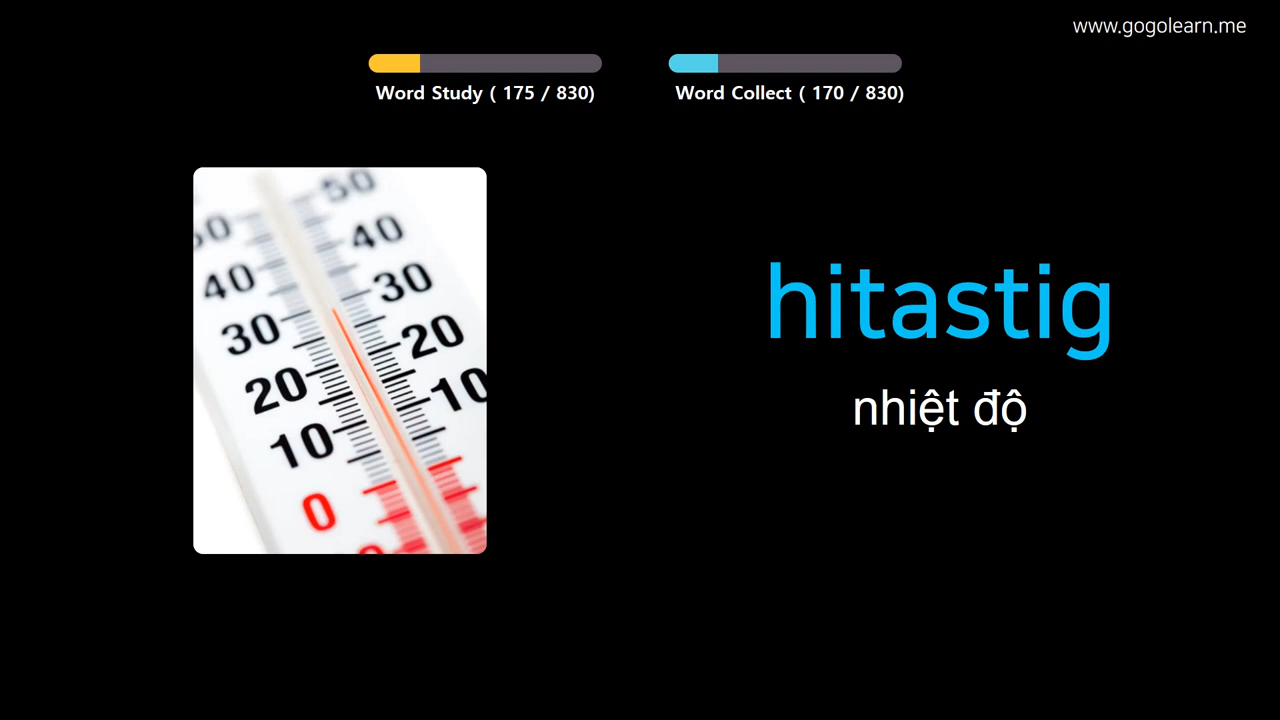 www.gogolearn.me
Word Study ( 175 / 830)
Word Collect ( 170 / 830)
50
50 40
40 30
30 20
20 10
10
0
hitastig
nhiệt độ